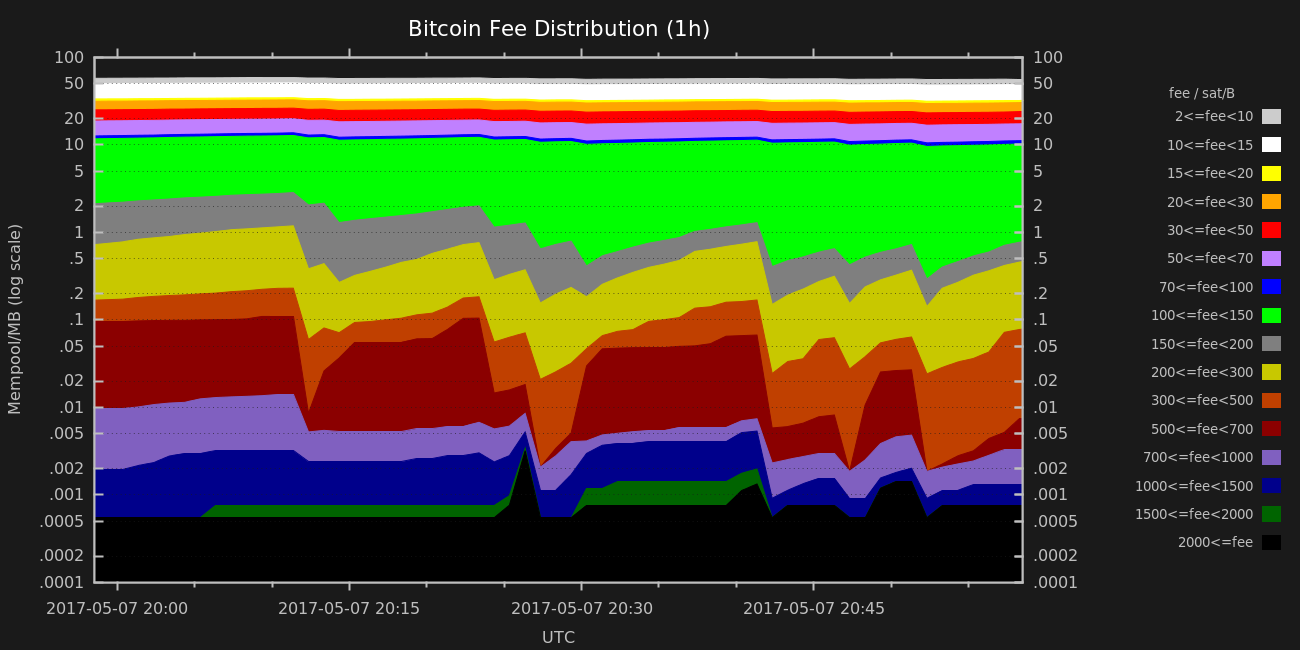 Bitcoin Fee Distribution (1h)
100 100
50 50
fee / sat/B
2<=fee<10
20 20
10<=fee<15
10 10
15<=fee<20
5 5
20<=fee<30
2 2
30<=fee<50
1 1
50<=fee<70
.5 .5
70<=fee<100
.2 .2
100<=fee<150
.1 .1
150<=fee<200
.05 .05
200<=fee<300
.02 .02
300<=fee<500
.01 .01
500<=fee<700
.005 .005
700<=fee<1000
.002 .002
1000<=fee<1500
.001 .001
1500<=fee<2000
.0005 .0005
2000<=fee
.0002 .0002
.0001 .0001
Mempool/MB (log scale)
2017-05-07 20:00 2017-05-07 20:15 2017-05-07 20:30 2017-05-07 20:45
UTC